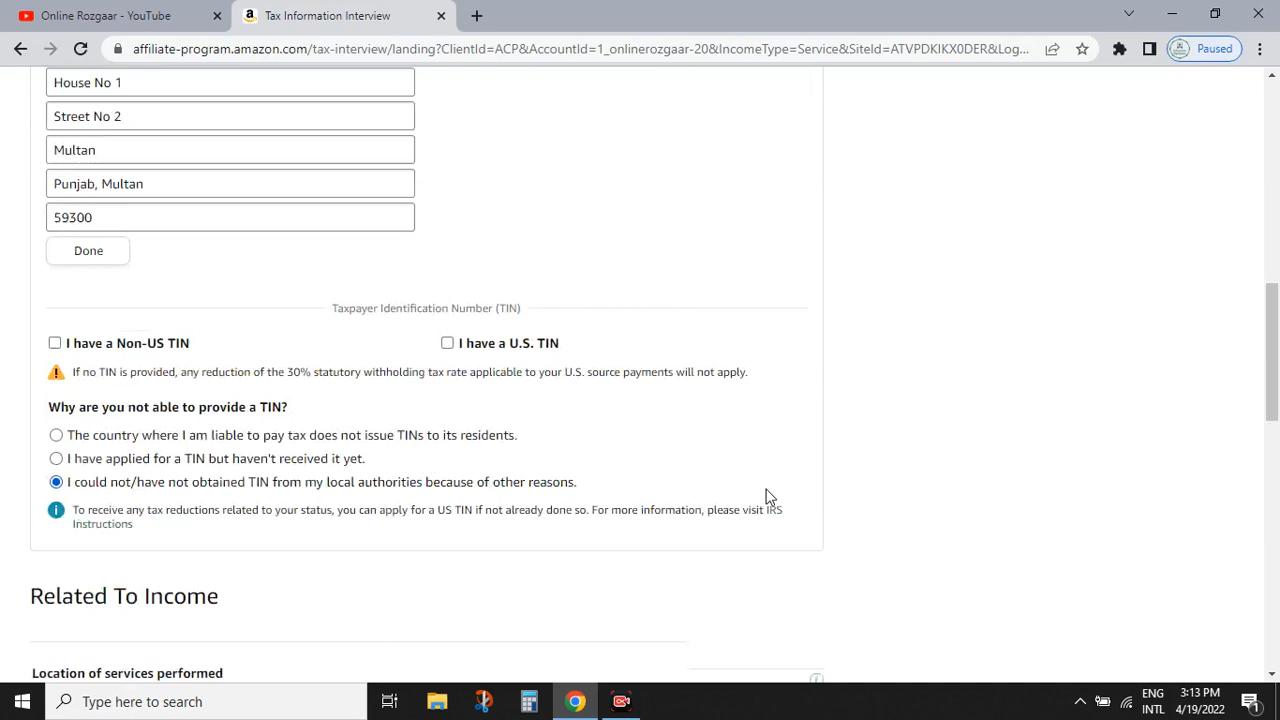 Online Rozgaar - YouTube
Tax Information Interview
affiliate-program.amazon.com/tax-interview/landing?ClientId=ACP&AccountId=1_onlinerozgaar-20&IncomeType=Service&SiteId=ATVPDKIKX0DER&Log...
Paused
House No 1
Street No 2
Multan
Punjab, Multan
59300
Done
Taxpayer Identification Number (TIN)
I have a Non-US TIN
I have a U.S. TIN
If no TIN is provided, any reduction of the 30% statutory withholding tax rate applicable to your U.S. source payments will not apply.
Why are you not able to provide a TIN?
The country where I am liable to pay tax does not issue TINs to its residents.
I have applied for a TIN but haven't received it yet.
I could not/have not obtained TIN from my local authorities because of other reasons.
To receive any tax reductions related to your status, you can apply for a US TIN if not already done so. For more information, please visit IRS
Instructions
Related To Income
Location of services performed
Type here to search
ENG
INTL
3:13 PM
4/19/2022
1